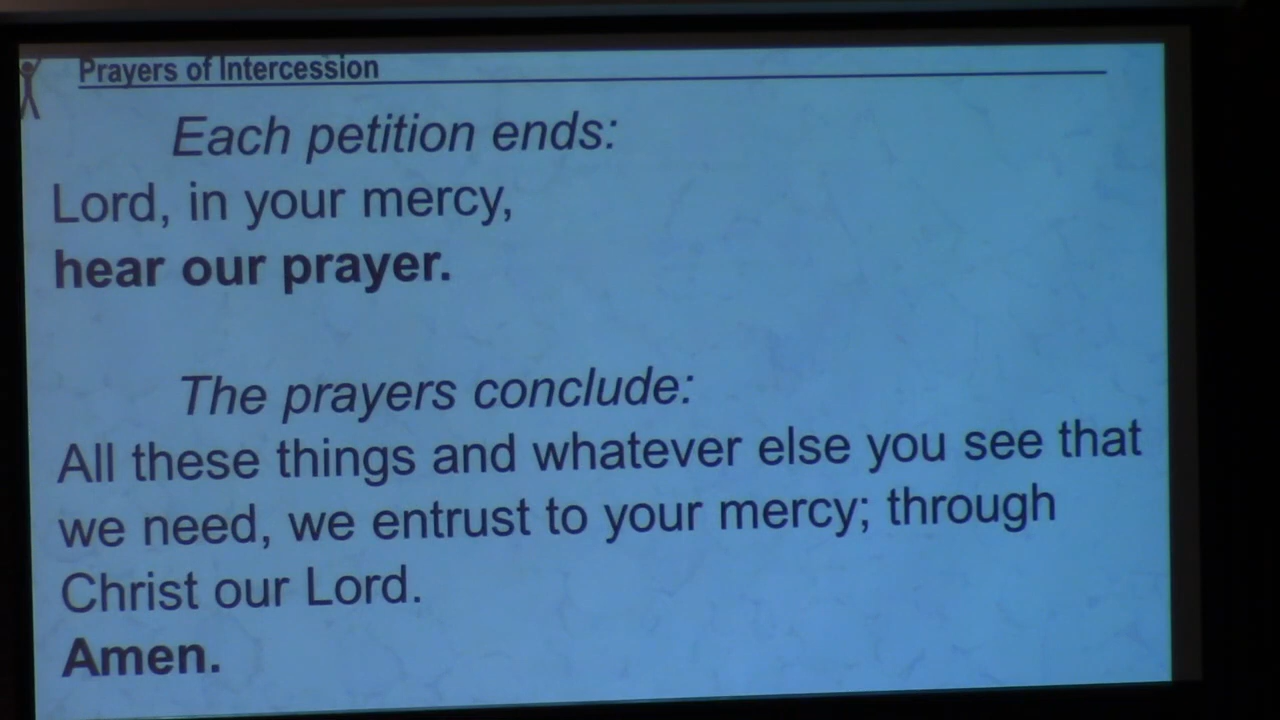 Prayers of Intercession
Each petition ends:
Lord, in your mercy,
hear our prayer.
The prayers conclude:
All these things and whatever else you see that
we need, we entrust to your mercy; through
Christ our Lord.
Amen.